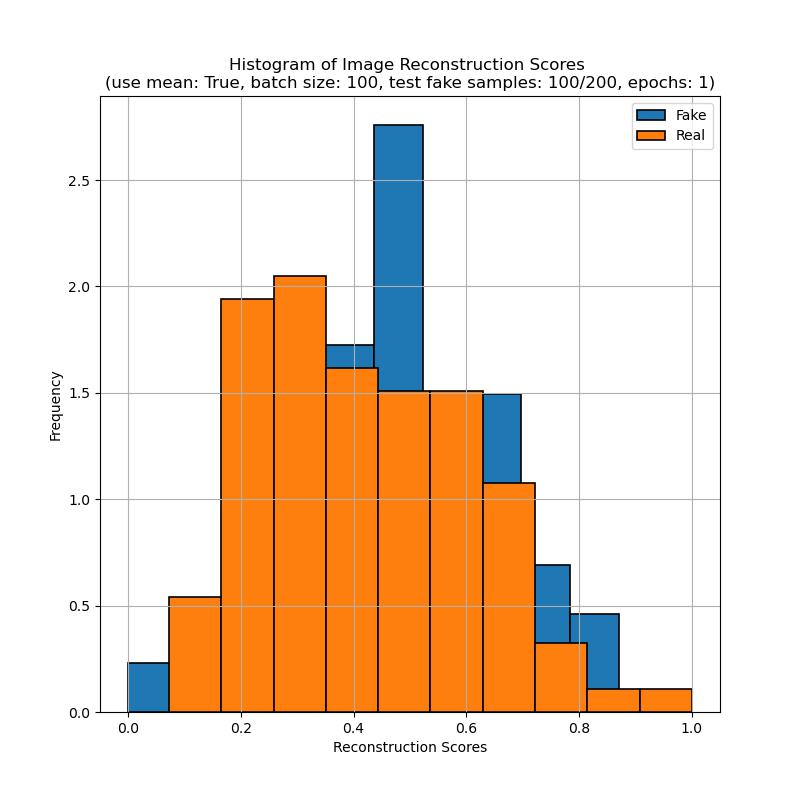 Histogram of Image Reconstruction Scores
(use mean: True, batch size: 100, test fake samples: 100/200, epochs: 1)
Fake
Real
Frequency
2.5
2.0
1.5
1.0
0.5
0.0
0.0 0.2 0.4 0.6 0.8 1.0
Reconstruction Scores